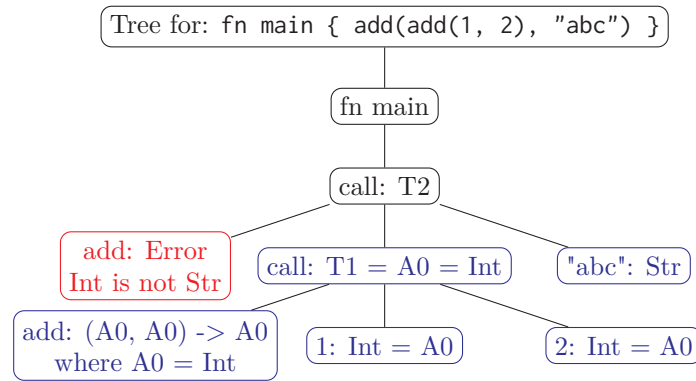 Tree for: fn main { add(add(1, 2), "abc") }
fn main
call: T2
add: Error
Int is not Str
call: T1 = A0 = Int
"abc": Str
add: (A0, A0) -> A0
where A0 = Int
1: Int = A0
2: Int = A0